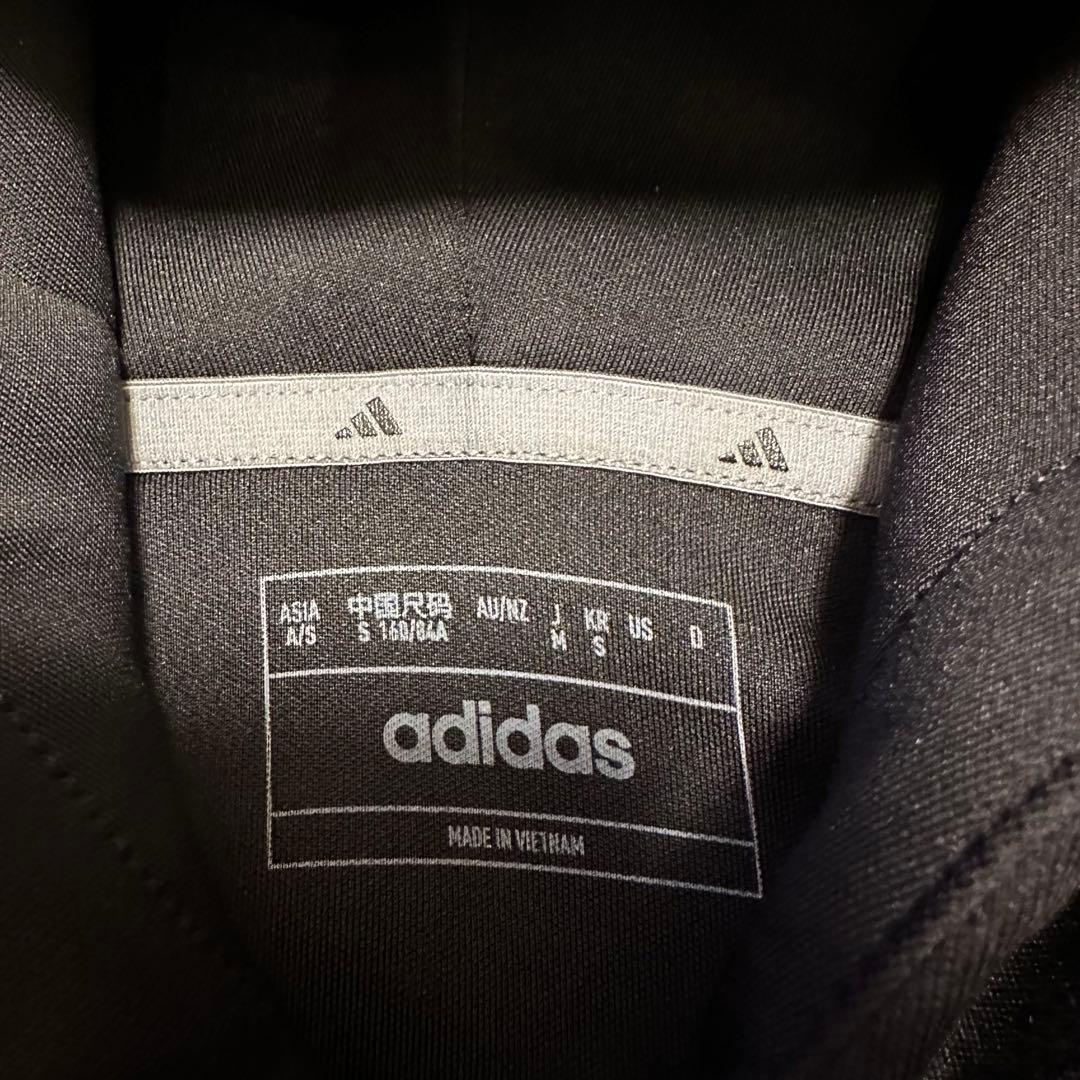 ASIA 中国尺码 AU/NZ J KR US D
A/S S 160/84A M S
adidas
MADE IN VIETNAM